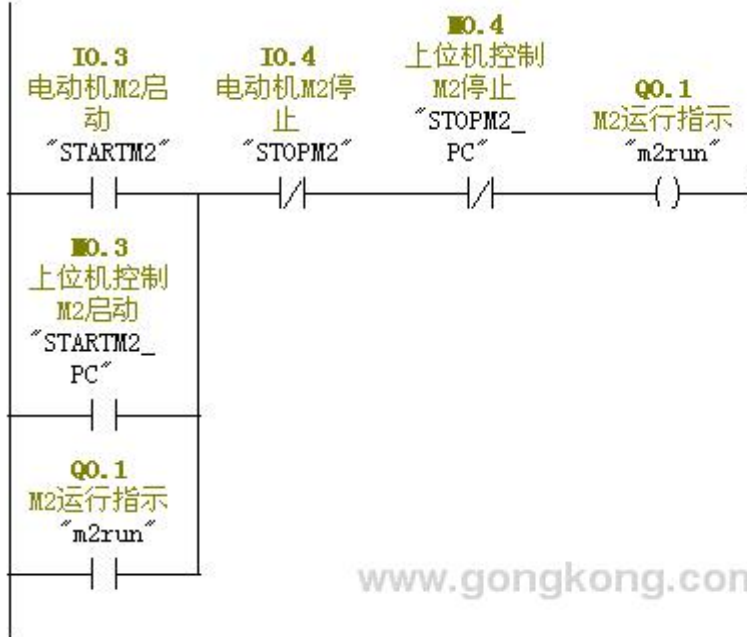 I0.3
电动机M2启
动
"STARTM2"
I0.4
电动机M2停
止
"STOPM2"
M0.4
上位机控制
M2停止
"STOPM2_
PC"
Q0.1
M2运行指示
"m2run"
M0.3
上位机控制
M2启动
"STARTM2_
PC"
Q0.1
M2运行指示
"m2run"
www.gongkong.com